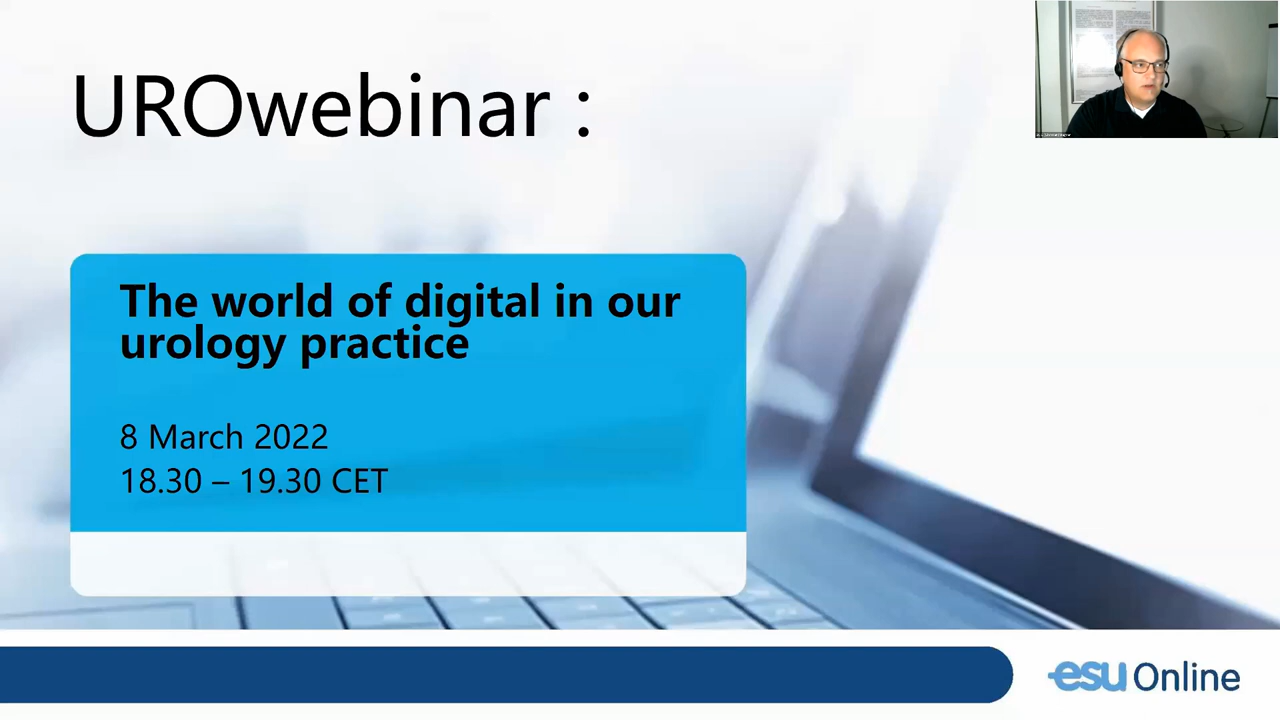 UROwebinar :
The world of digital in our
urology practice
8 March 2022
18.30 – 19.30 CET
esu Online